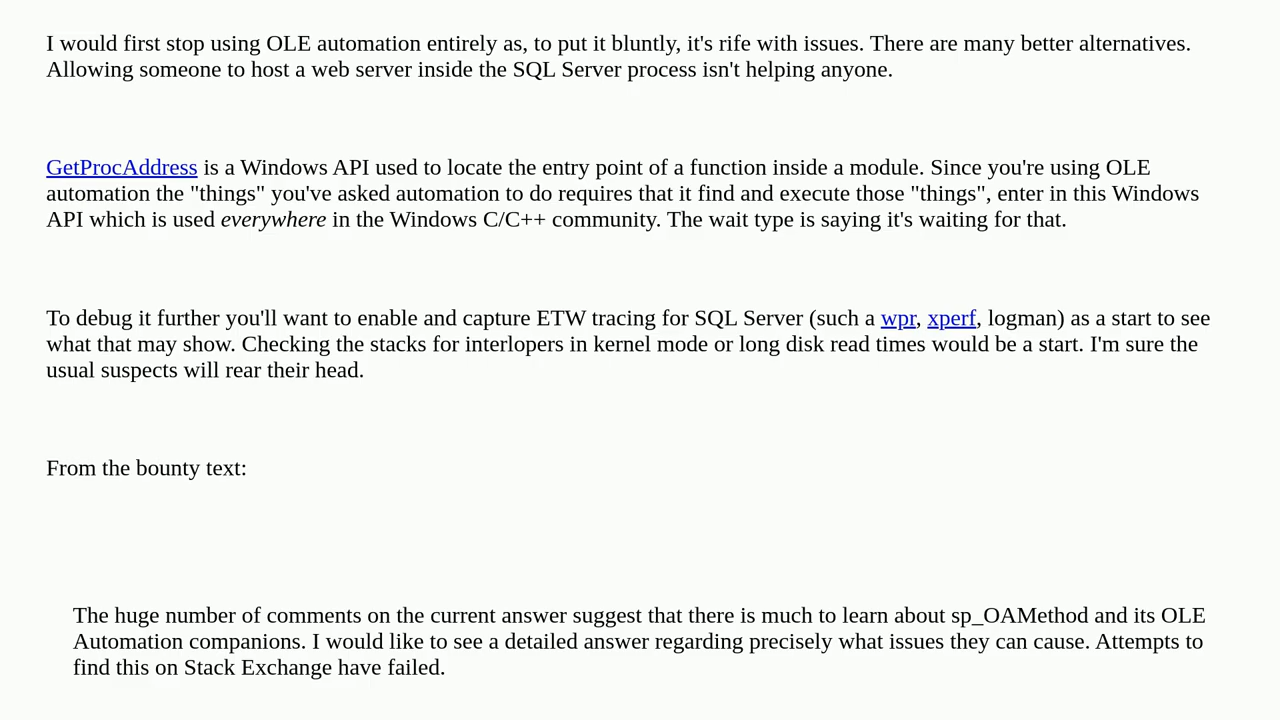 I would first stop using OLE automation entirely as, to put it bluntly, it's rife with issues. There are many better alternatives.
Allowing someone to host a web server inside the SQL Server process isn't helping anyone.
GetProcAddress is a Windows API used to locate the entry point of a function inside a module. Since you're using OLE
automation the "things" you've asked automation to do requires that it find and execute those "things", enter in this Windows
API which is used everywhere in the Windows C/C++ community. The wait type is saying it's waiting for that.
To debug it further you'll want to enable and capture ETW tracing for SQL Server (such a wpr, xperf, logman) as a start to see
what that may show. Checking the stacks for interlopers in kernel mode or long disk read times would be a start. I'm sure the
usual suspects will rear their head.
From the bounty text:
The huge number of comments on the current answer suggest that there is much to learn about sp_OAMethod and its OLE
Automation companions. I would like to see a detailed answer regarding precisely what issues they can cause. Attempts to
find this on Stack Exchange have failed.